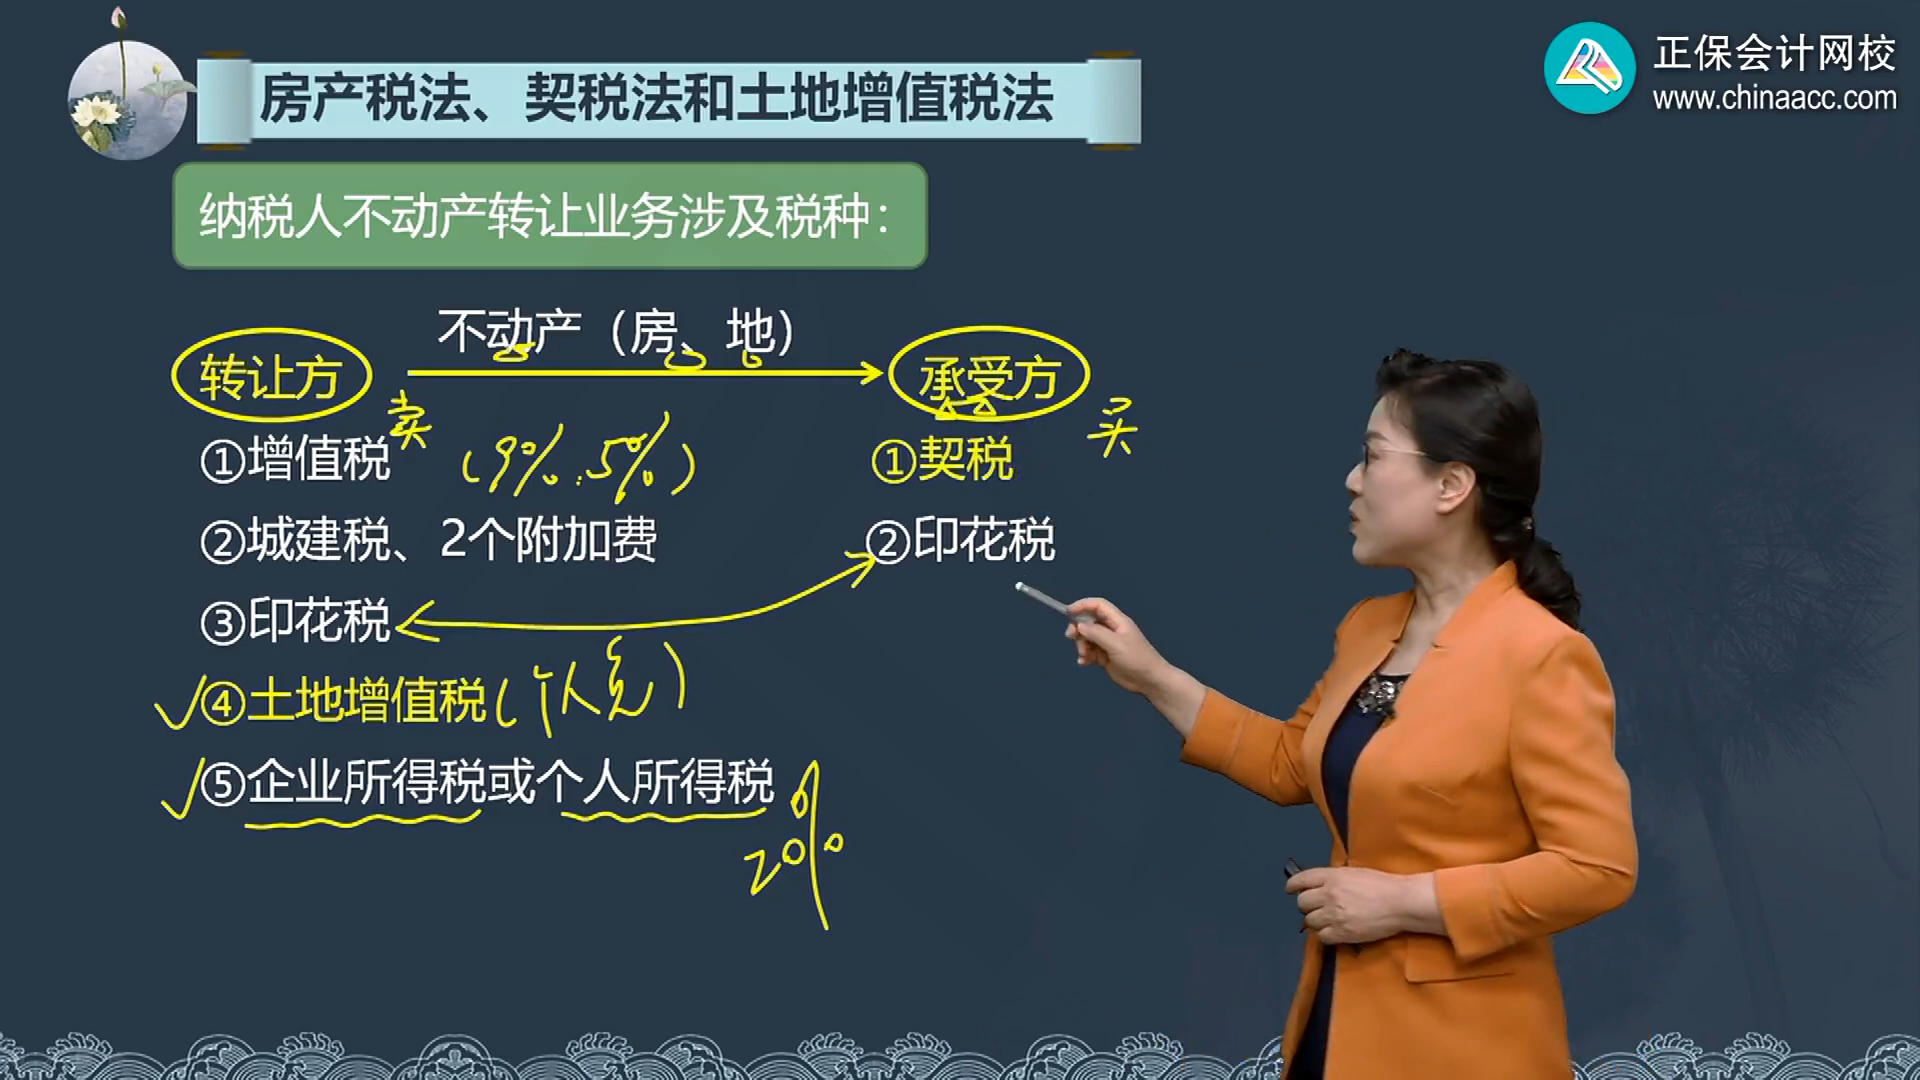 正保会计网校
www.chinaacc.com
房产税法、契税法和土地增值税法
纳税人不动产转让业务涉及税种：
不动产（房、地）
转让方
承受方
卖
买
①增值税
(9%. 5%)
①契税
②城建税、2个附加费
②印花税
③印花税
④土地增值税
(个人免)
⑤企业所得税或个人所得税
20%